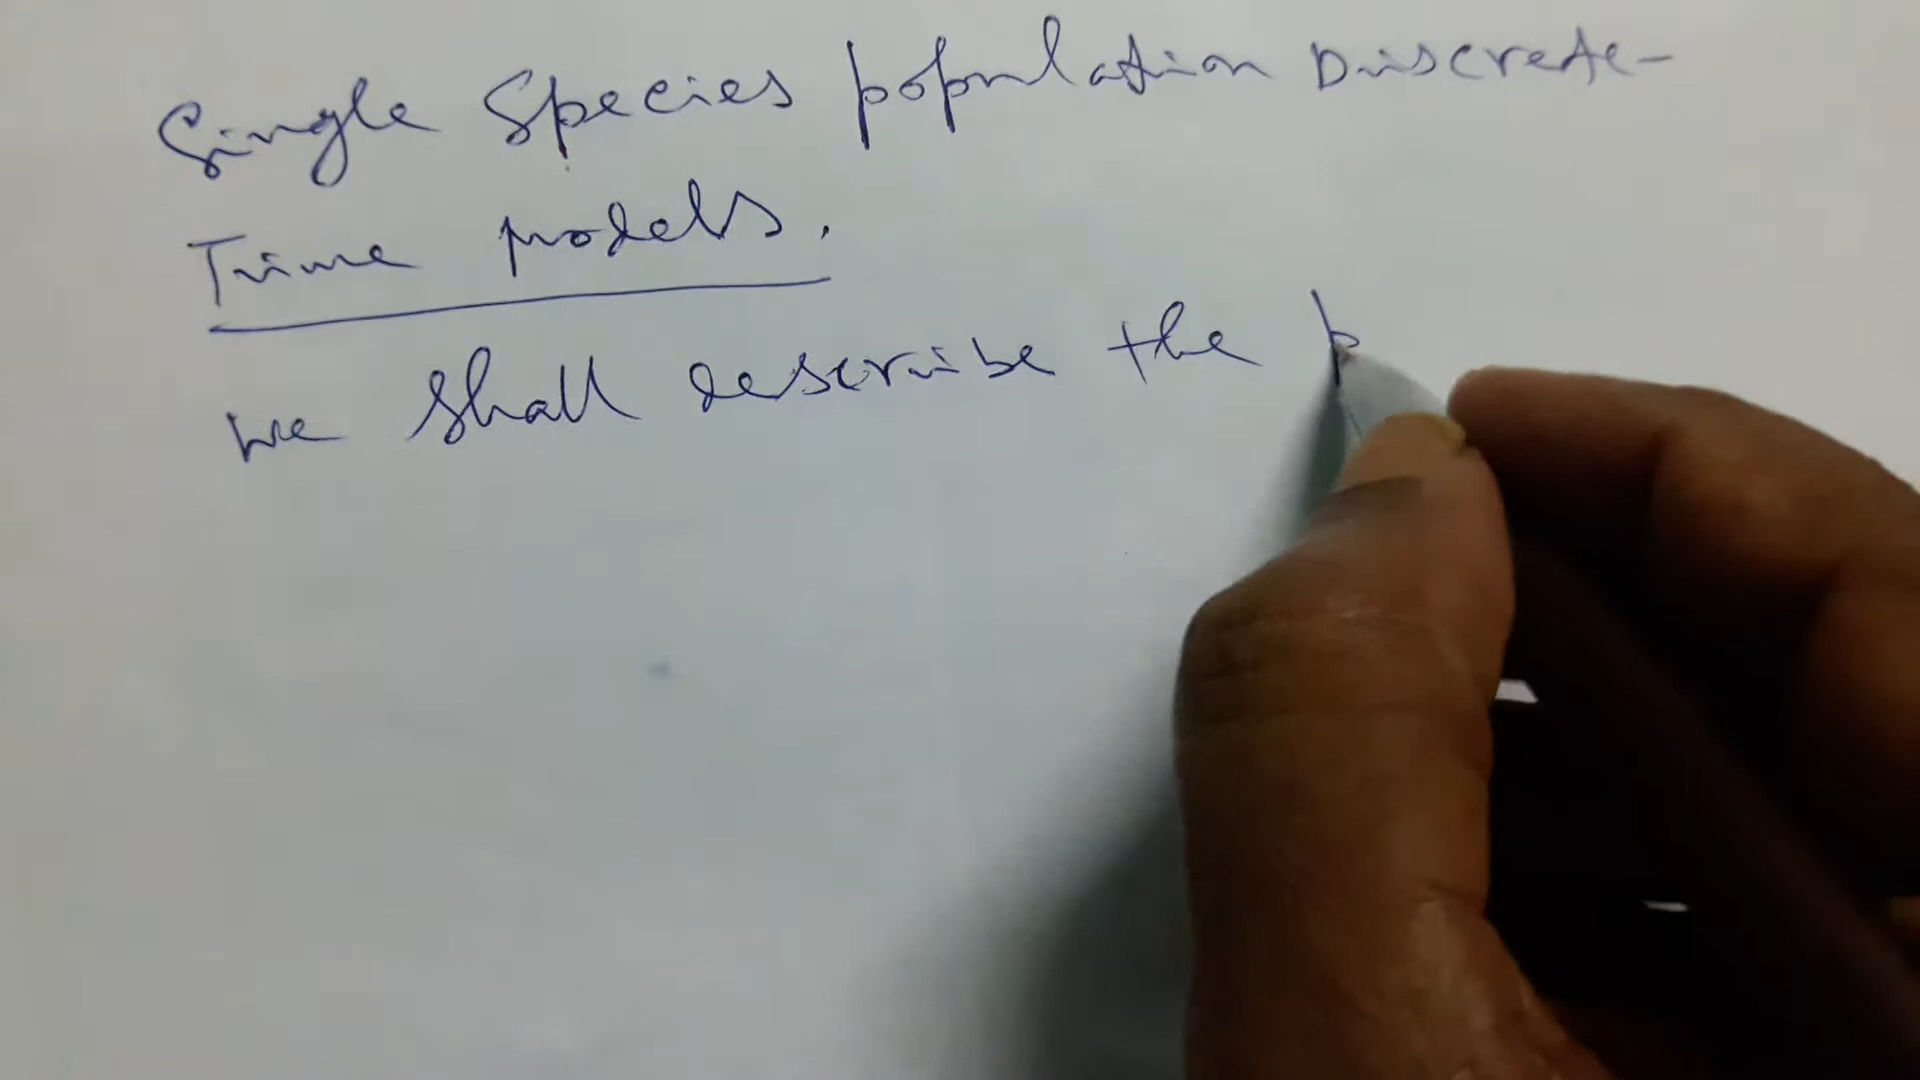 Single Species population Discrete-
Time models.
we shall describe the p